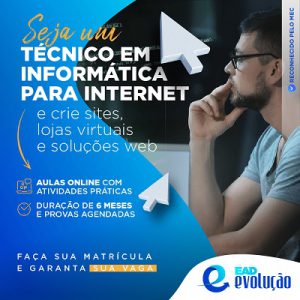 Seja um
TÉCNICO EM
INFORMÁTICA
PARA INTERNET
e crie sites,
lojas virtuais
e soluções web
AULAS ONLINE COM
ATIVIDADES PRÁTICAS
DURAÇÃO DE 6 MESES
E PROVAS AGENDADAS
FAÇA SUA MATRÍCULA
E GARANTA SUA VAGA
EAD
evolução
RECONHECIDO PELO MEC